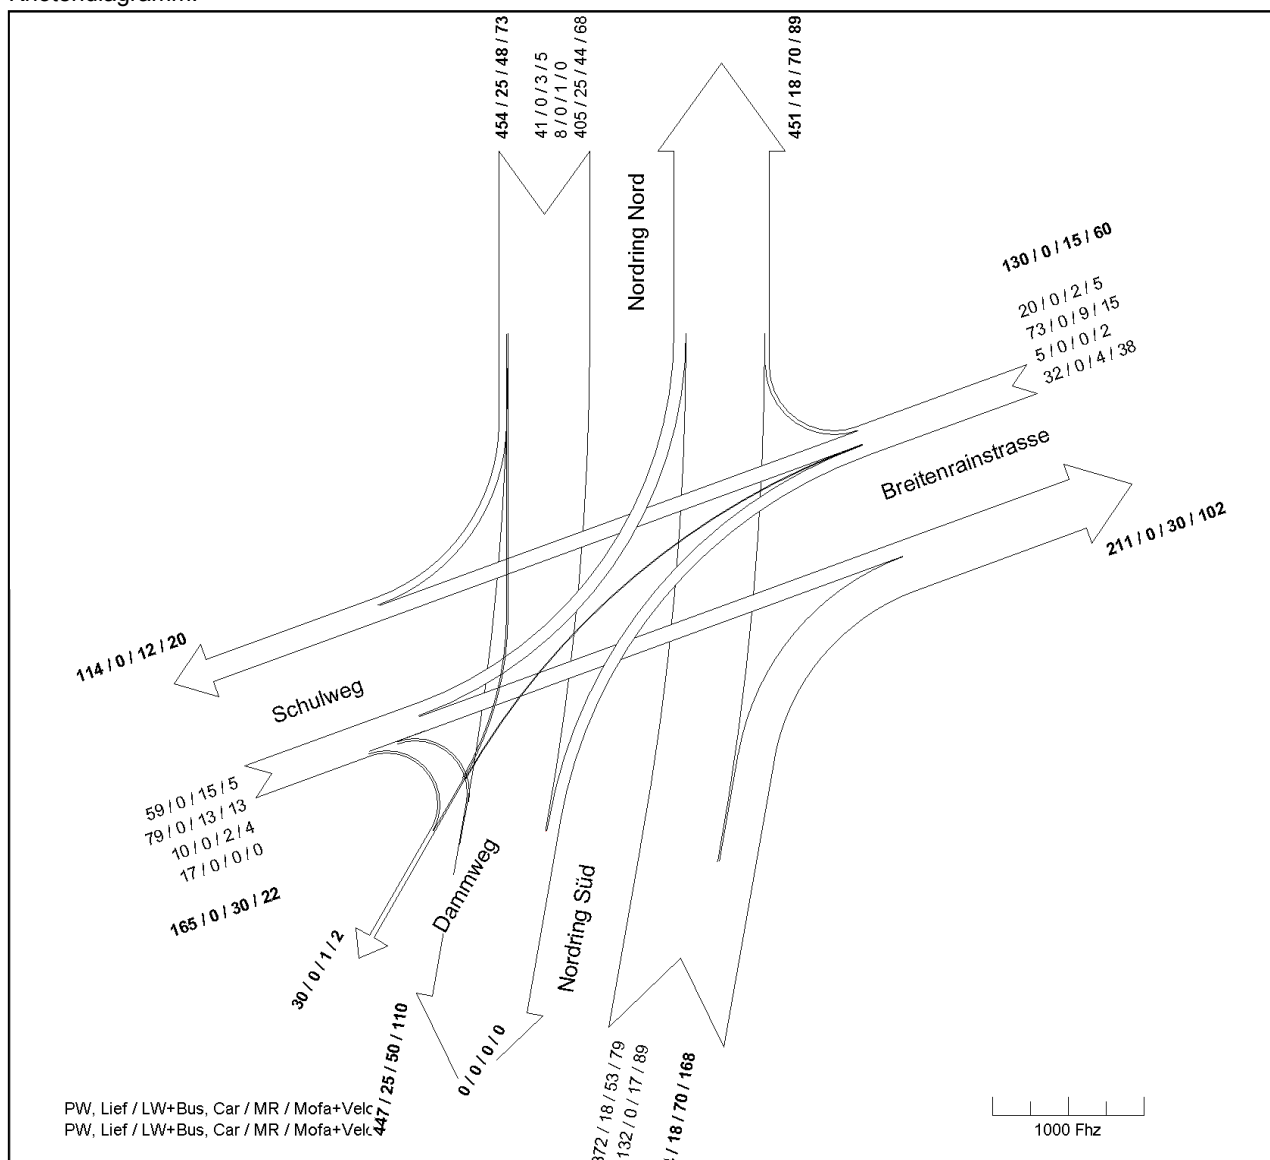 454 / 25 / 48 / 73
41 / 0 / 3 / 5
8 / 0 / 1 / 0
405 / 25 / 44 / 68
451 / 18 / 70 / 89
Nordring Nord
130 / 0 / 15 / 60
20 / 0 / 2 / 5
73 / 0 / 9 / 15
5 / 0 / 0 / 2
32 / 0 / 4 / 38
Breitenrainstrasse
211 / 0 / 30 / 102
114 / 0 / 12 / 20
Schulweg
59 / 0 / 15 / 5
79 / 0 / 13 / 13
10 / 0 / 2 / 4
17 / 0 / 0 / 0
165 / 0 / 30 / 22
Dammweg
Nordring Süd
30 / 0 / 1 / 2
447 / 25 / 50 / 110
0 / 0 / 0 / 0
372 / 18 / 53 / 79
132 / 0 / 17 / 89
/ 18 / 70 / 168
PW, Lief / LW+Bus, Car / MR / Mofa+Velo
PW, Lief / LW+Bus, Car / MR / Mofa+Velo
1000 Fhz